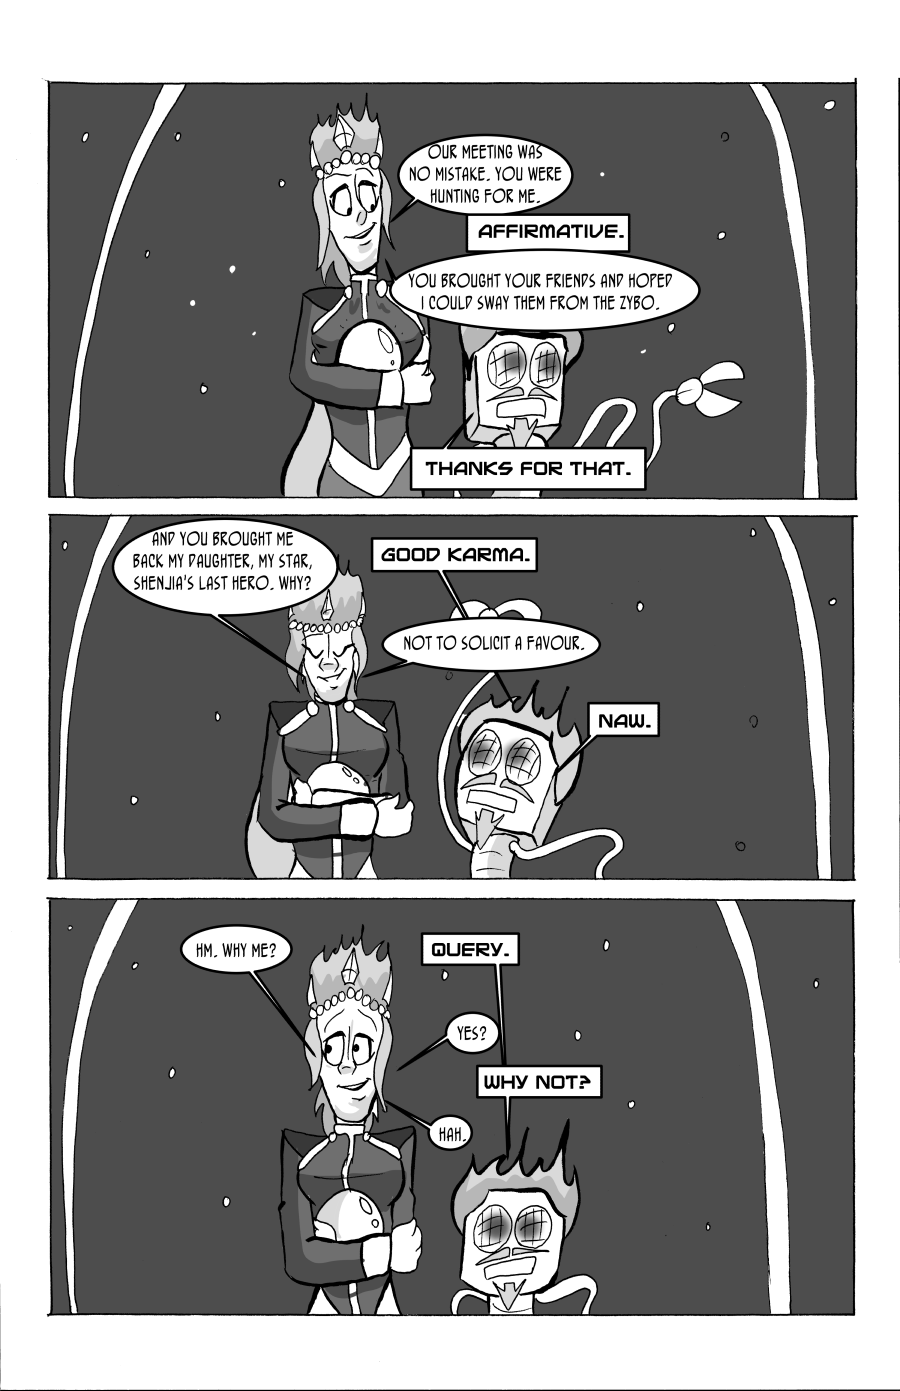 OUR MEETING WAS
NO MISTAKE. YOU WERE
HUNTING FOR ME.
AFFIRMATIVE.
YOU BROUGHT YOUR FRIENDS AND HOPED
I COULD SWAY THEM FROM THE ZYBO.
THANKS FOR THAT.
AND YOU BROUGHT ME
BACK MY DAUGHTER, MY STAR,
SHENJIA'S LAST HERO. WHY?
GOOD KARMA.
NOT TO SOLICIT A FAVOUR.
NAW.
HM. WHY ME?
QUERY.
YES?
WHY NOT?
HAH.